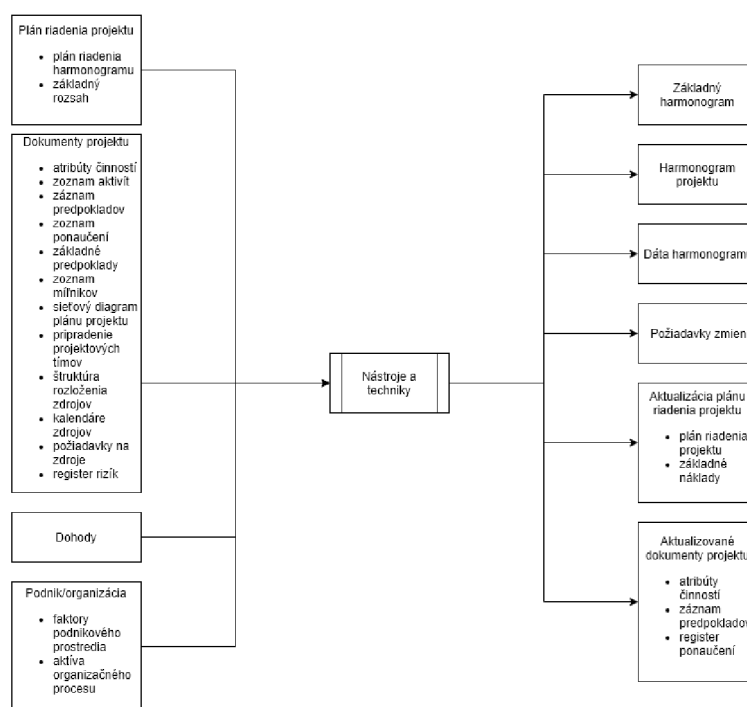 Plán riadenia projektu
plán riadenia
harmonogramu
základný
rozsah
Dokumenty projektu
atribúty činností
zoznam aktivít
záznam
predpokladov
zoznam
ponaučení
základné
predpoklady
zoznam
míľnikov
sieťový diagram
plánu projektu
pripradenie
projektových
tímov
štruktúra
rozloženia
zdrojov
kalendáre
zdrojov
požiadavky na
zdroje
register rizík
Dohody
Podnik/organizácia
faktory
podnikového
prostredia
aktíva
organizačného
procesu
Nástroje a
techniky
Základný
harmonogram
Harmonogram
projektu
Dáta harmonogramu
Požiadavky zmien
Aktualizácia plánu
riadenia projektu
plán riadenia
projektu
základné
náklady
Aktualizované
dokumenty projektu
atribúty
činností
záznam
predpokladov
register
ponaučení